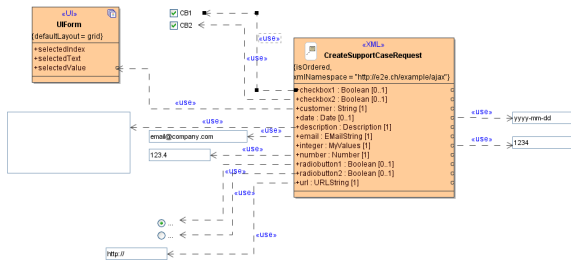 «UI»
UIForm
{defaultLayout = grid}
+selectedIndex
+selectedText
+selectedValue
CB1
CB2
«use»
«use»
«XML»
CreateSupportCaseRequest
{isOrdered,
xmlNamespace = "http://e2e.ch/example/ajax"}
+checkbox1 : Boolean [0..1]
+checkbox2 : Boolean [0..1]
+customer : String [1]
+date : Date [0..1]
+description : Description [1]
+email : EMailString [1]
+integer : MyValues [1]
+number : Number [1]
+radiobutton1 : Boolean [0..1]
+radiobutton2 : Boolean [0..1]
+url : URLString [1]
«use»
«use»
yyyy-mm-dd
«use»
1234
«use»
email@company.com
«use»
123.4
«use»
«use»
...
«use»
...
«use»
http://